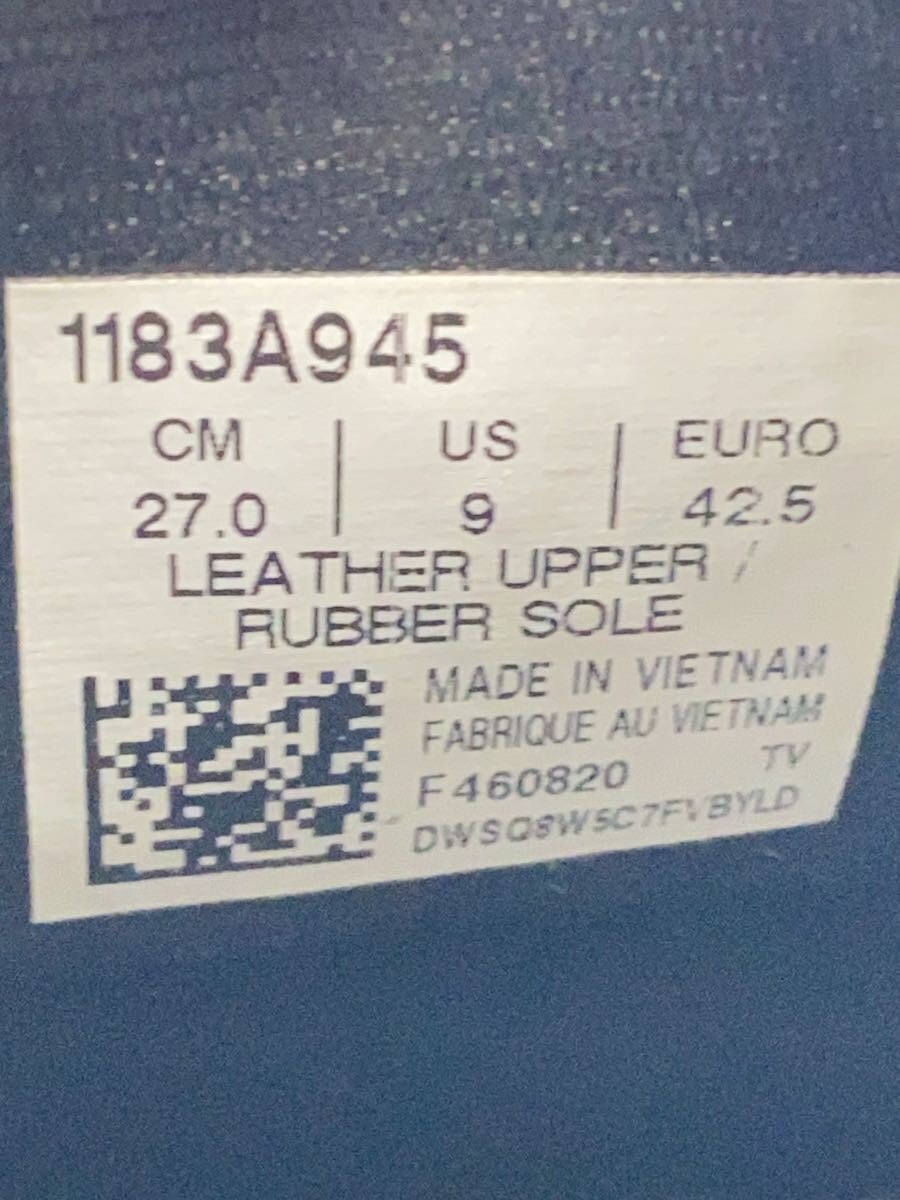 1183A945
CM | US | EURO
27.0 | 9 | 42.5
LEATHER UPPER /
RUBBER SOLE
MADE IN VIETNAM
FABRIQUE AU VIETNAM
F460820 TV
DWSQ8W5C7FVBYLD